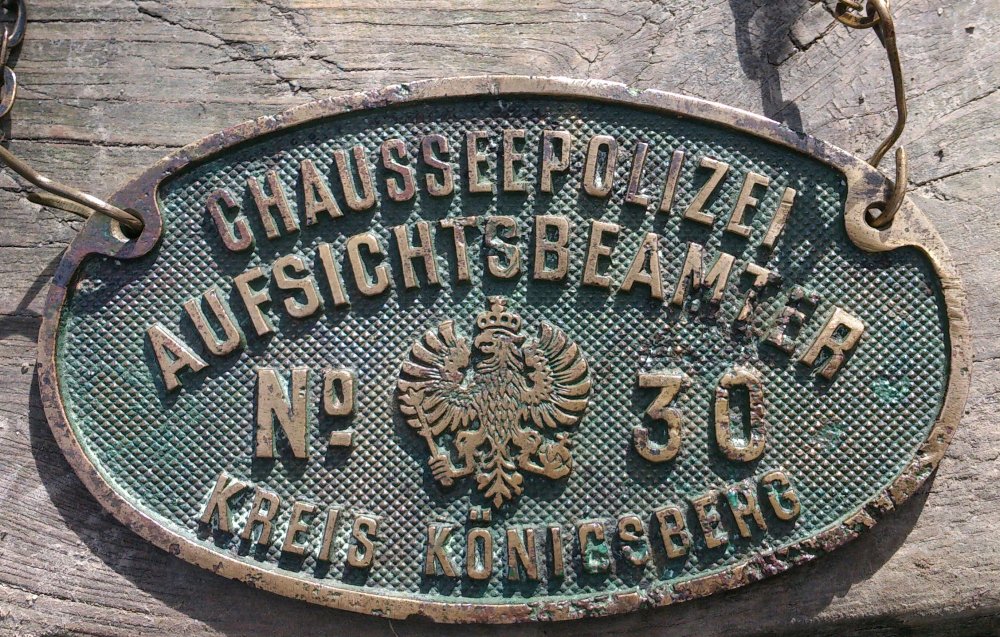 CHAUSSEEPOLIZEI
AUFSICHTSBEAMTER
No 30
KREIS KÖNIGSBERG